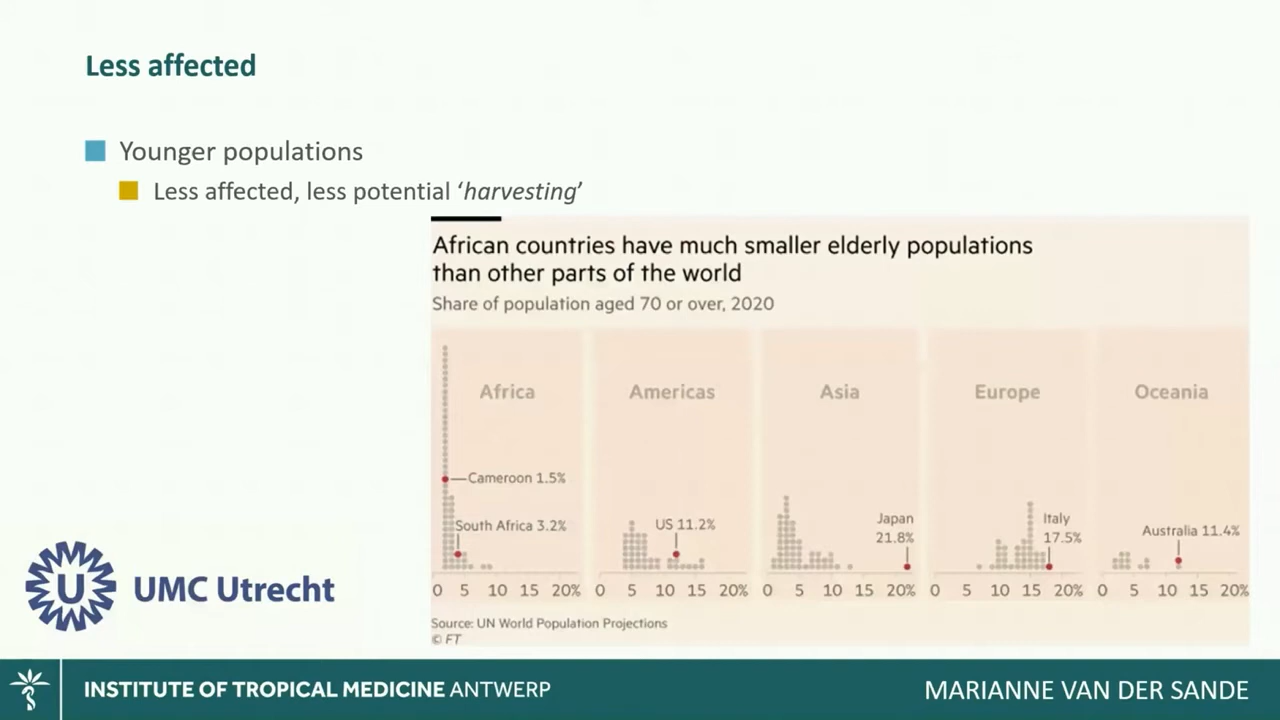 Less affected
Younger populations
Less affected, less potential ‘harvesting’
African countries have much smaller elderly populations
than other parts of the world
Share of population aged 70 or over, 2020
Africa
Americas
Asia
Europe
Oceania
Cameroon 1.5%
South Africa 3.2%
US 11.2%
Japan
21.8%
Italy
17.5%
Australia 11.4%
0 5 10 15 20%
0 5 10 15 20%
0 5 10 15 20%
0 5 10 15 20%
0 5 10 15 20%
Source: UN World Population Projections
© FT
U
UMC Utrecht
INSTITUTE OF TROPICAL MEDICINE ANTWERP
MARIANNE VAN DER SANDE